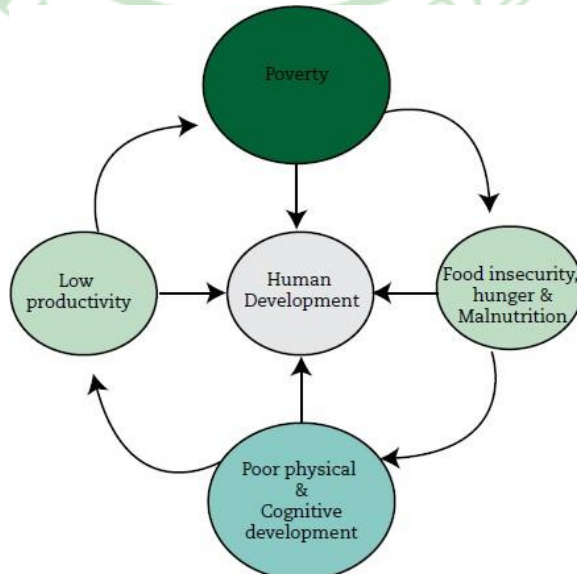 Poverty
Low
productivity
Human
Development
Food insecurity,
hunger &
Malnutrition
Poor physical
&
Cognitive
development